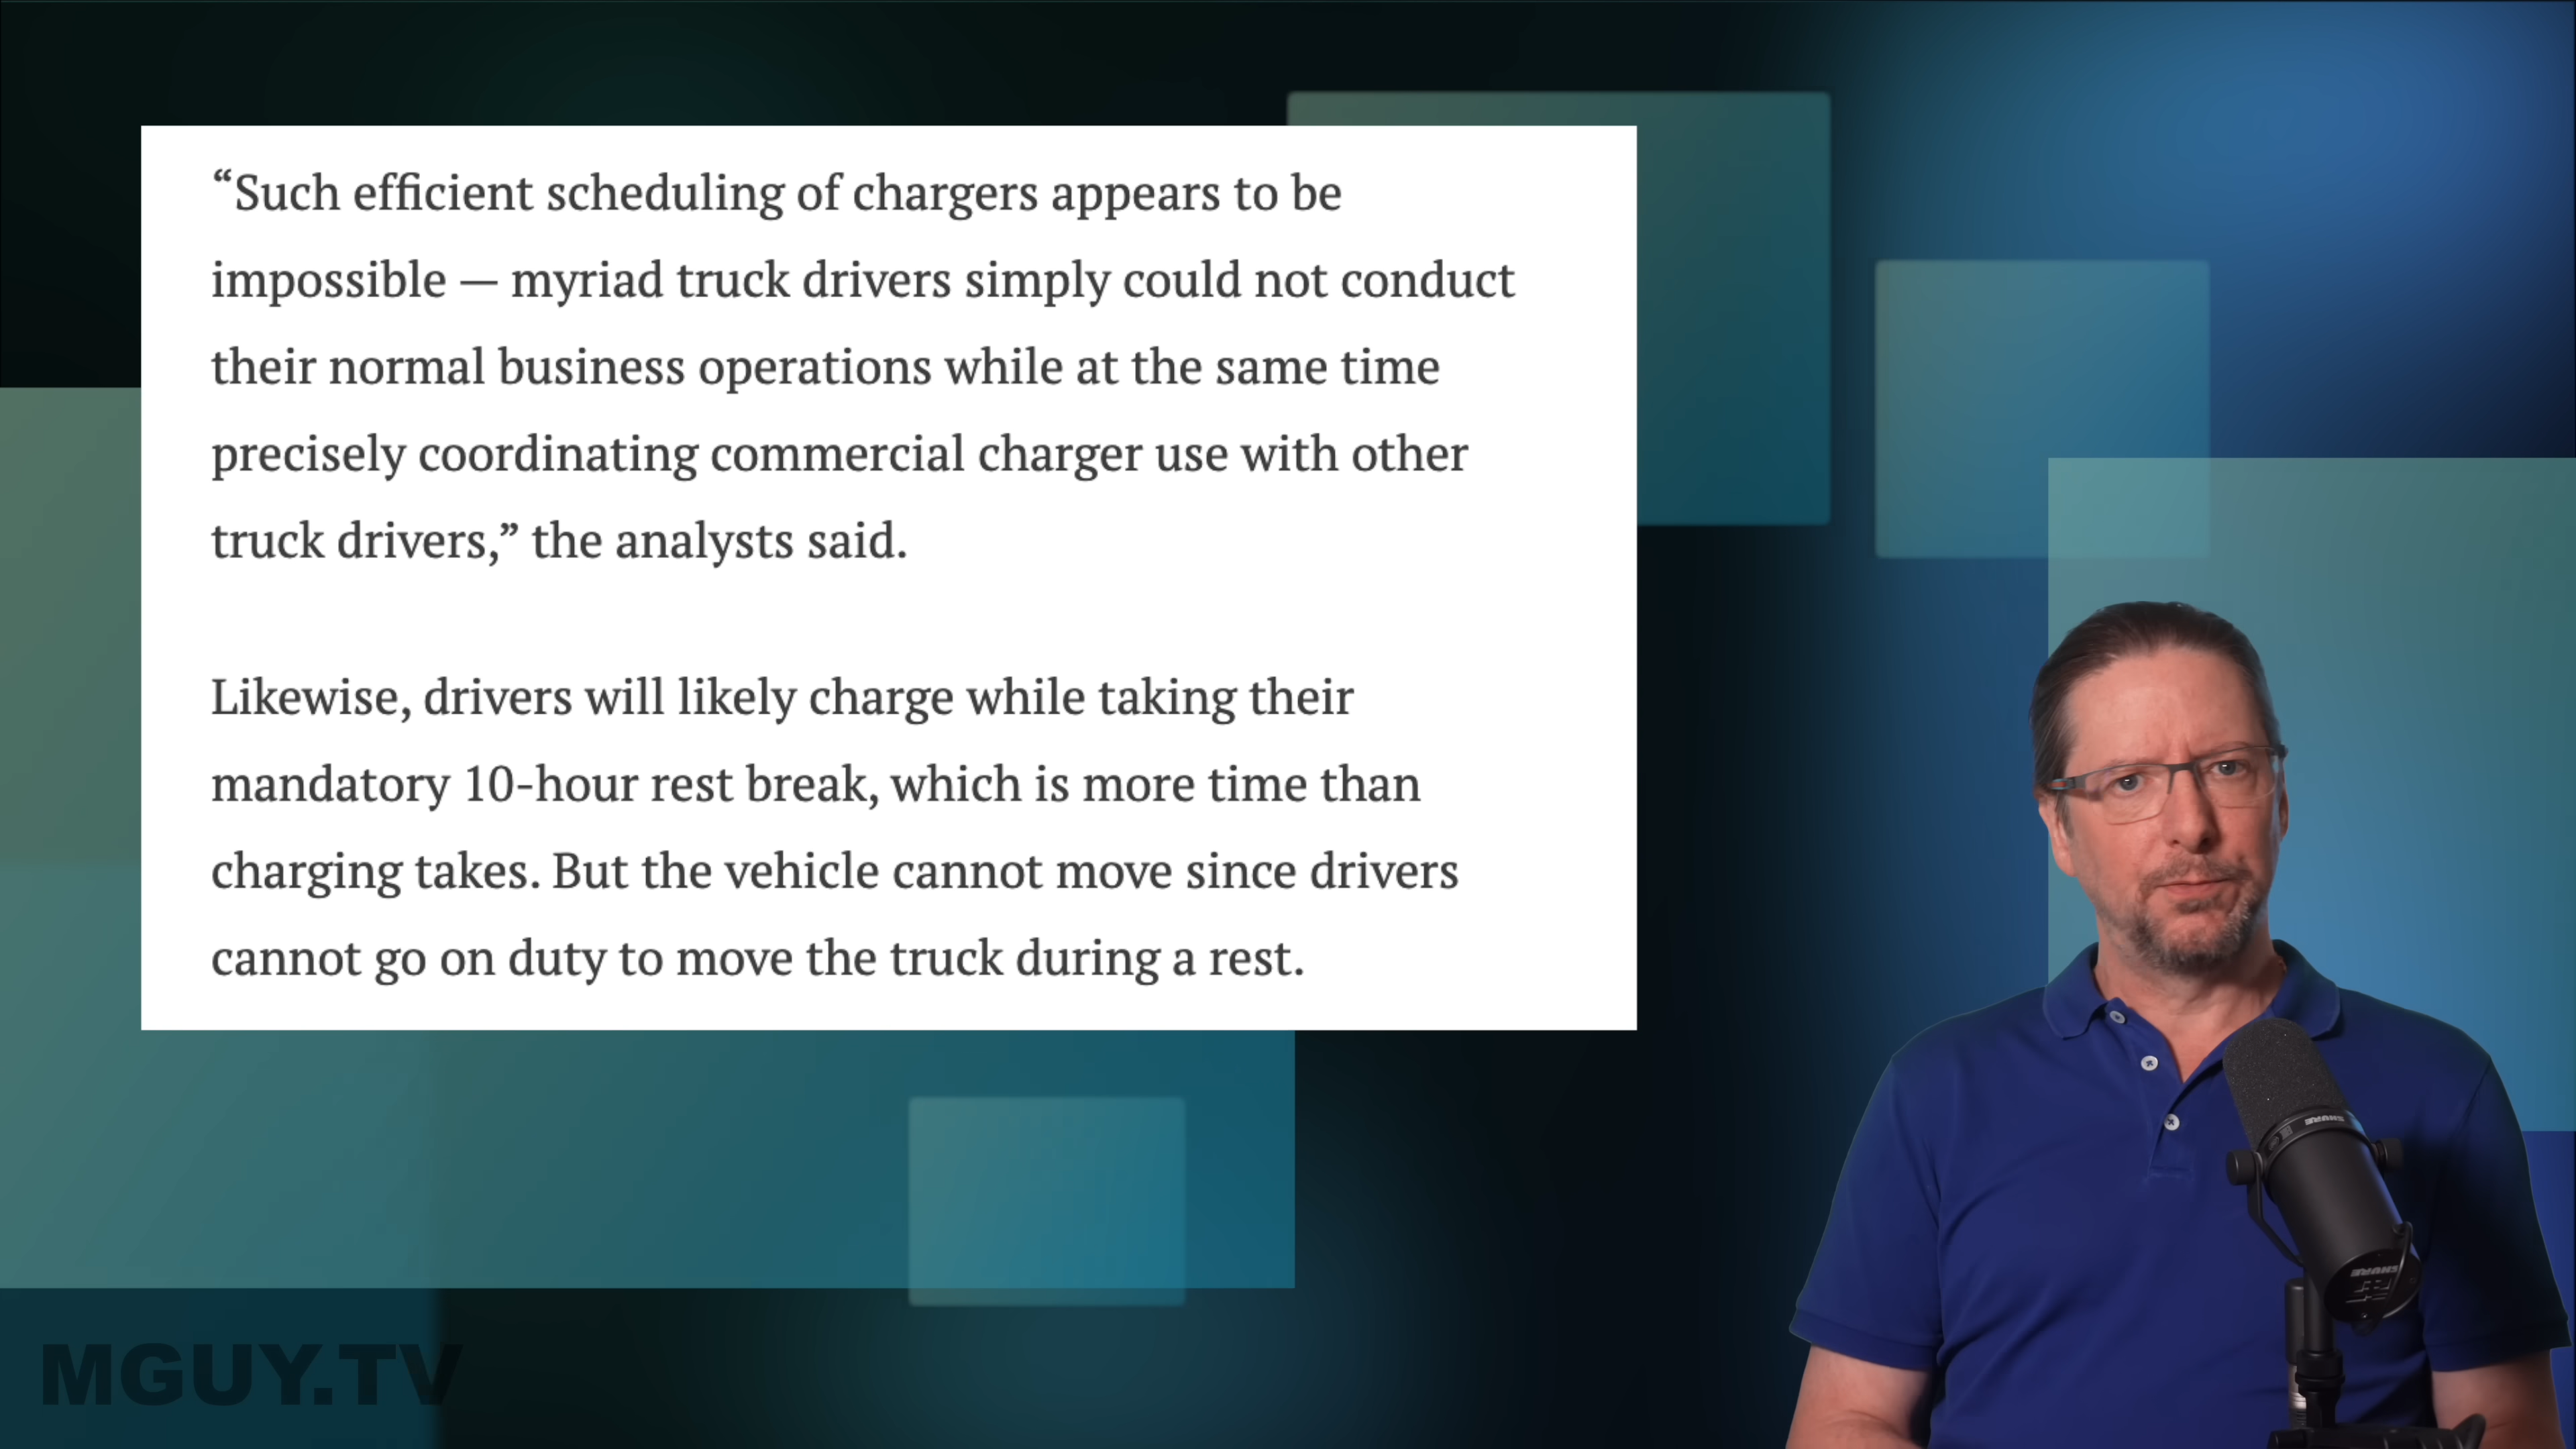 “Such efficient scheduling of chargers appears to be
impossible — myriad truck drivers simply could not conduct
their normal business operations while at the same time
precisely coordinating commercial charger use with other
truck drivers,” the analysts said.
Likewise, drivers will likely charge while taking their
mandatory 10-hour rest break, which is more time than
charging takes. But the vehicle cannot move since drivers
cannot go on duty to move the truck during a rest.
SHURE
SHURE
MGUY.TV